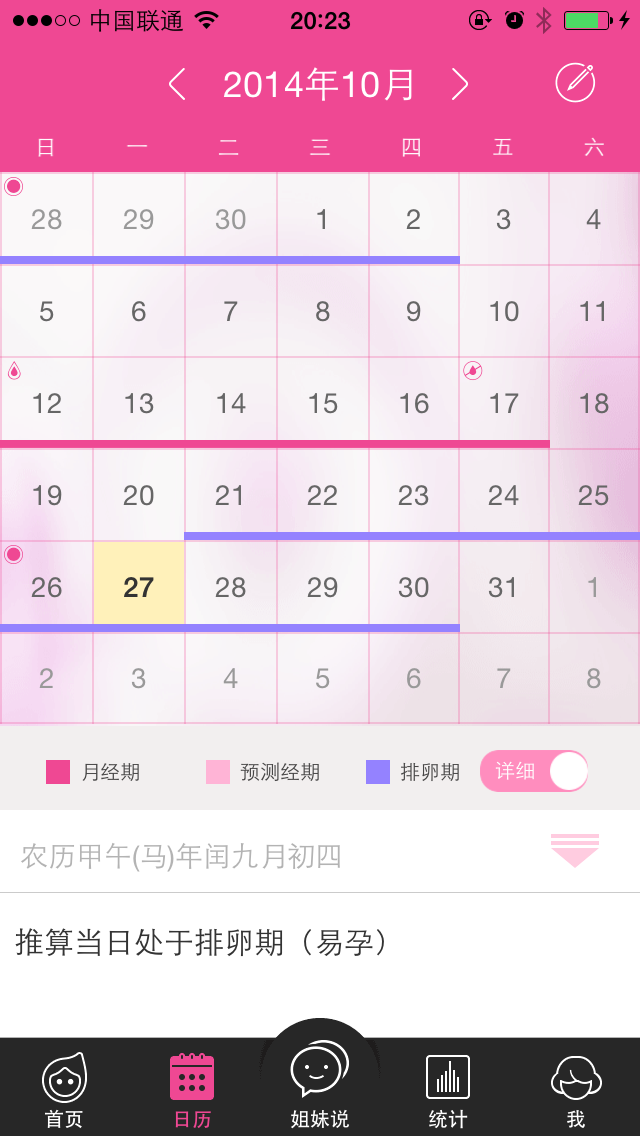 中国联通 20:23
2014年10月
日 一 二 三 四 五 六
28 29 30 1 2 3 4
5 6 7 8 9 10 11
12 13 14 15 16 17 18
19 20 21 22 23 24 25
26 27 28 29 30 31 1
2 3 4 5 6 7 8
月经期 预测经期 排卵期 详细
农历甲午(马)年闰九月初四
推算当日处于排卵期（易孕）
首页 日历 姐妹说 统计 我